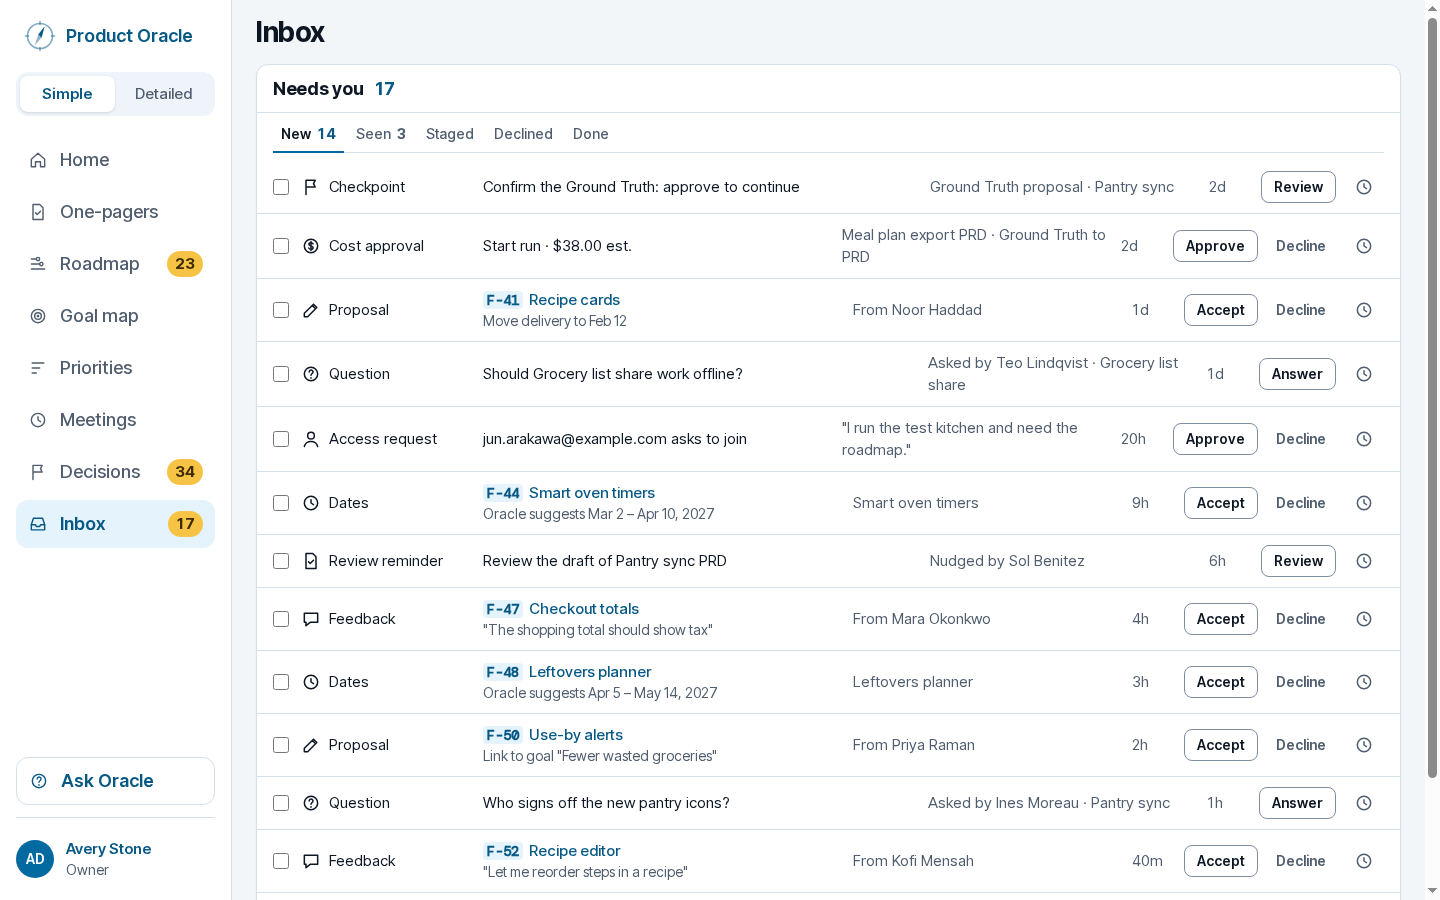 Product Oracle
Simple Detailed
Home
One-pagers
Roadmap 23
Goal map
Priorities
Meetings
Decisions 34
Inbox 17
Ask Oracle
AD
Avery Stone
Owner
Inbox
Needs you 17
New 14 Seen 3 Staged Declined Done
Checkpoint Confirm the Ground Truth: approve to continue Ground Truth proposal · Pantry sync 2d Review
Cost approval Start run · $38.00 est. Meal plan export PRD · Ground Truth to
PRD 2d Approve Decline
Proposal F-41 Recipe cards
Move delivery to Feb 12 From Noor Haddad 1d Accept Decline
Question Should Grocery list share work offline? Asked by Teo Lindqvist · Grocery list
share 1d Answer
Access request jun.arakawa@example.com asks to join "I run the test kitchen and need the
roadmap." 20h Approve Decline
Dates F-44 Smart oven timers
Oracle suggests Mar 2 – Apr 10, 2027 Smart oven timers 9h Accept Decline
Review reminder Review the draft of Pantry sync PRD Nudged by Sol Benitez 6h Review
Feedback F-47 Checkout totals
"The shopping total should show tax" From Mara Okonkwo 4h Accept Decline
Dates F-48 Leftovers planner
Oracle suggests Apr 5 – May 14, 2027 Leftovers planner 3h Accept Decline
Proposal F-50 Use-by alerts
Link to goal "Fewer wasted groceries" From Priya Raman 2h Accept Decline
Question Who signs off the new pantry icons? Asked by Ines Moreau · Pantry sync 1h Answer
Feedback F-52 Recipe editor
"Let me reorder steps in a recipe" From Kofi Mensah 40m Accept Decline